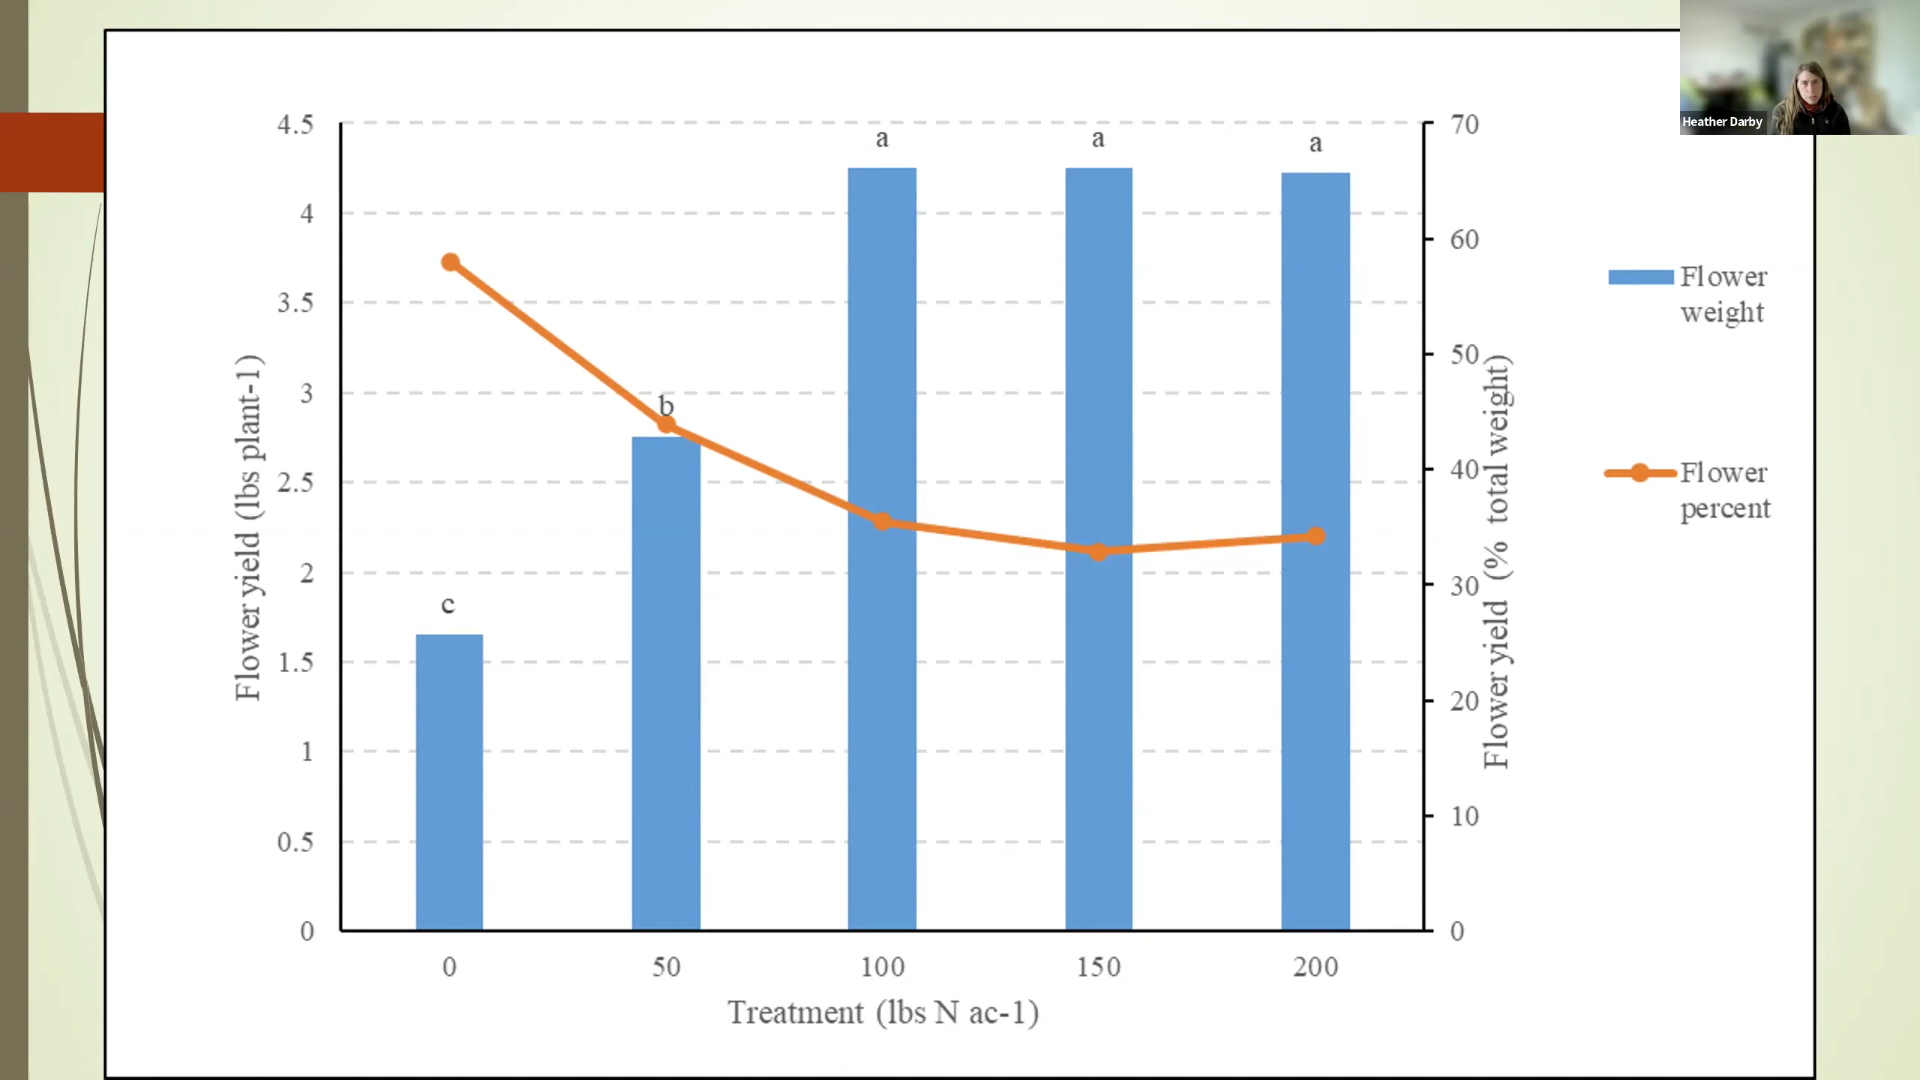 Heather Darby
4.5
4
3.5
3
2.5
2
1.5
1
0.5
0
Flower yield (lbs plant-1)
a
a
a
b
c
70
60
50
40
30
20
10
0
Flower yield (% total weight)
Flower
weight
Flower
percent
0 50 100 150 200
Treatment (lbs N ac-1)